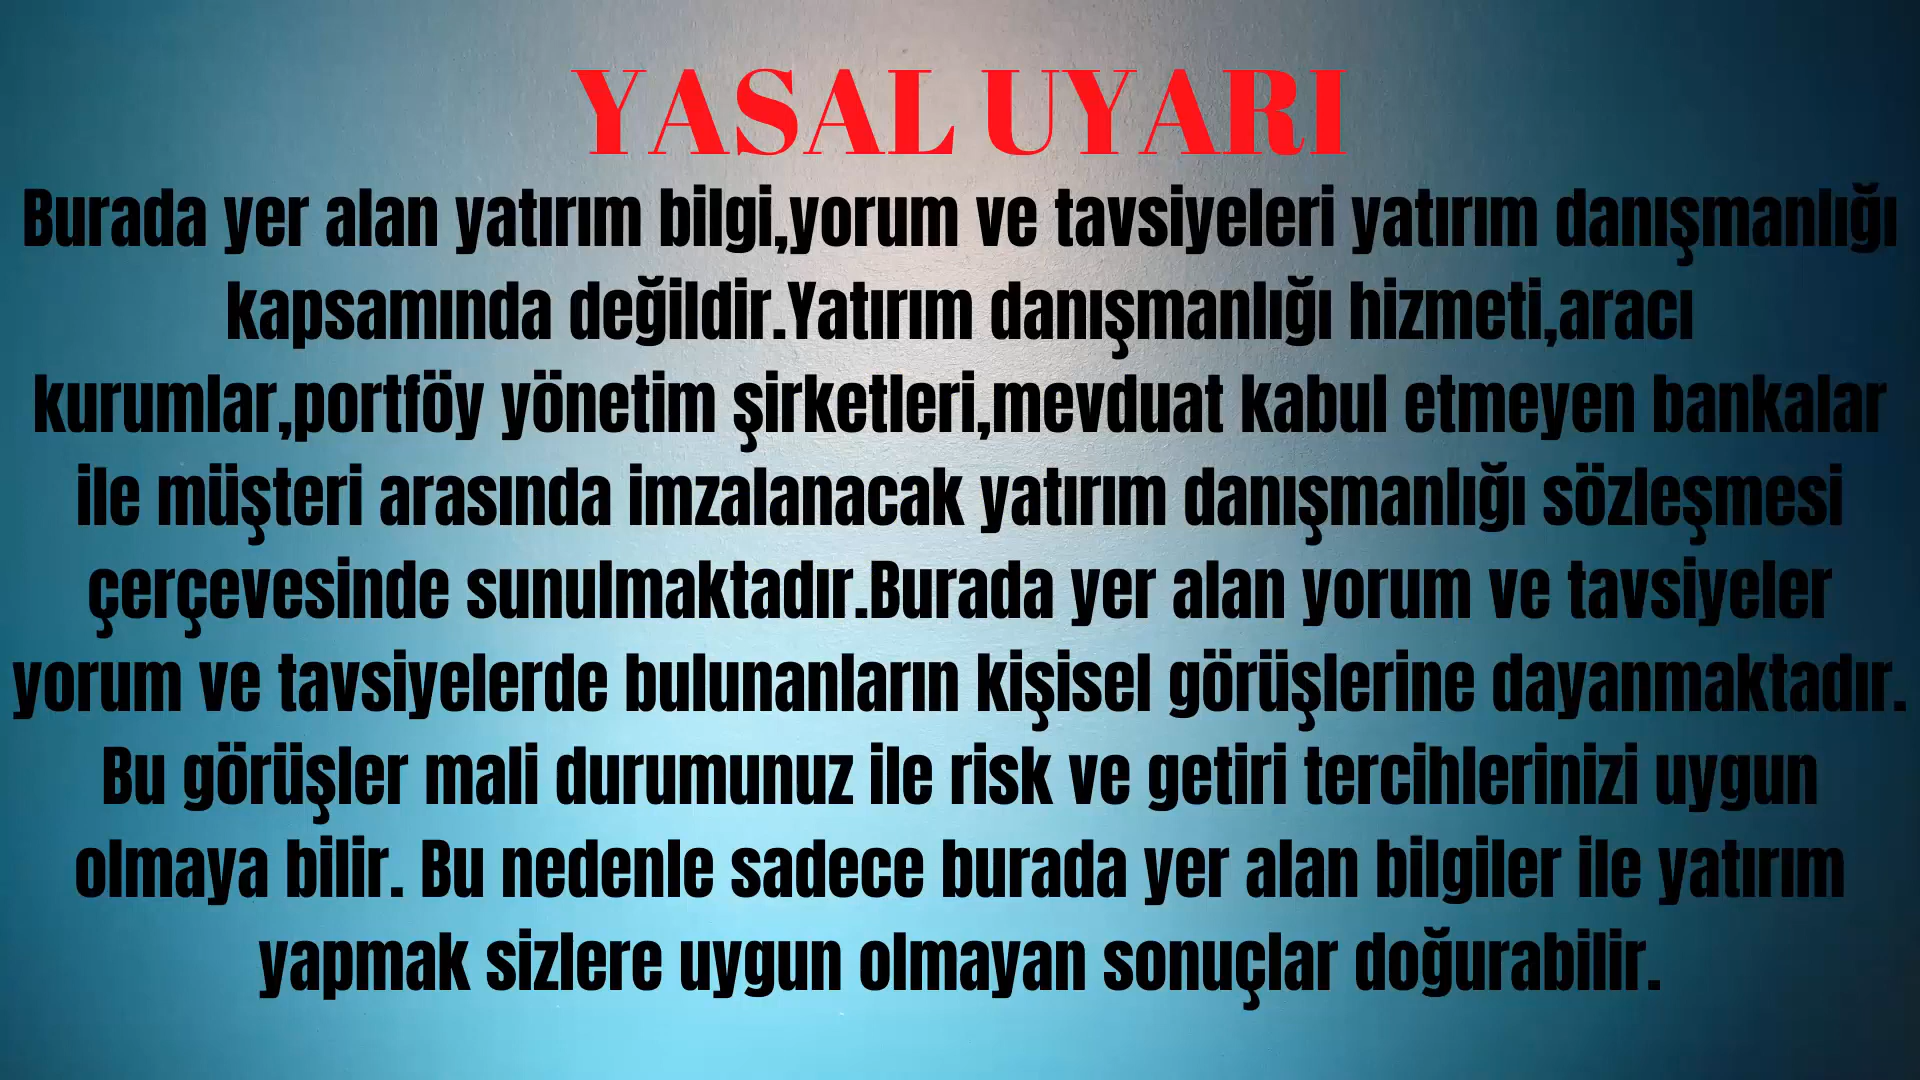 YASAL UYARI
Burada yer alan yatırım bilgi,yorum ve tavsiyeleri yatırım danışmanlığı
kapsamında değildir.Yatırım danışmanlığı hizmeti,aracı
kurumlar,portföy yönetim şirketleri,mevduat kabul etmeyen bankalar
ile müşteri arasında imzalanacak yatırım danışmanlığı sözleşmesi
çerçevesinde sunulmaktadır.Burada yer alan yorum ve tavsiyeler
yorum ve tavsiyelerde bulunanların kişisel görüşlerine dayanmaktadır.
Bu görüşler mali durumunuz ile risk ve getiri tercihlerinizi uygun
olmaya bilir. Bu nedenle sadece burada yer alan bilgiler ile yatırım
yapmak sizlere uygun olmayan sonuçlar doğurabilir.